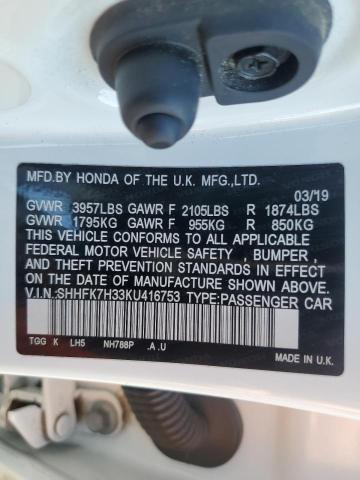 MFD.BY HONDA OF THE U.K. MFG.,LTD.
03/19
GVWR 3957LBS GAWR F 2105LBS R 1874LBS
GVWR 1795KG GAWR F 955KG R 850KG
THIS VEHICLE CONFORMS TO ALL APPLICABLE
FEDERAL MOTOR VEHICLE SAFETY , BUMPER ,
AND THEFT PREVENTION STANDARDS IN EFFECT
ON THE DATE OF MANUFACTURE SHOWN ABOVE.
V.I.N.:SHHFK7H33KU416753 TYPE:PASSENGER CAR
TGG K LH5 NH788P ,A,U
MADE IN U.K.